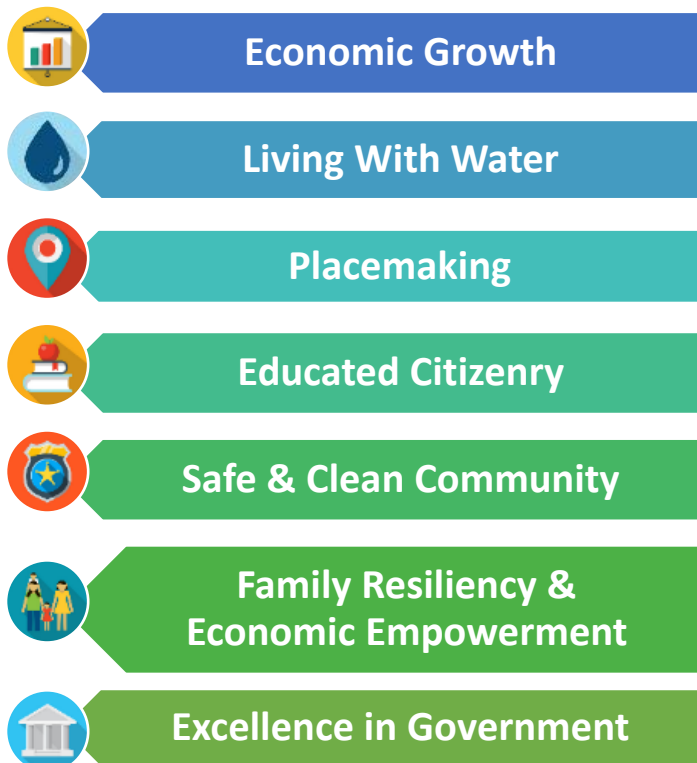 Economic Growth
Living With Water
Placemaking
Educated Citizenry
Safe & Clean Community
Family Resiliency &
Economic Empowerment
Excellence in Government